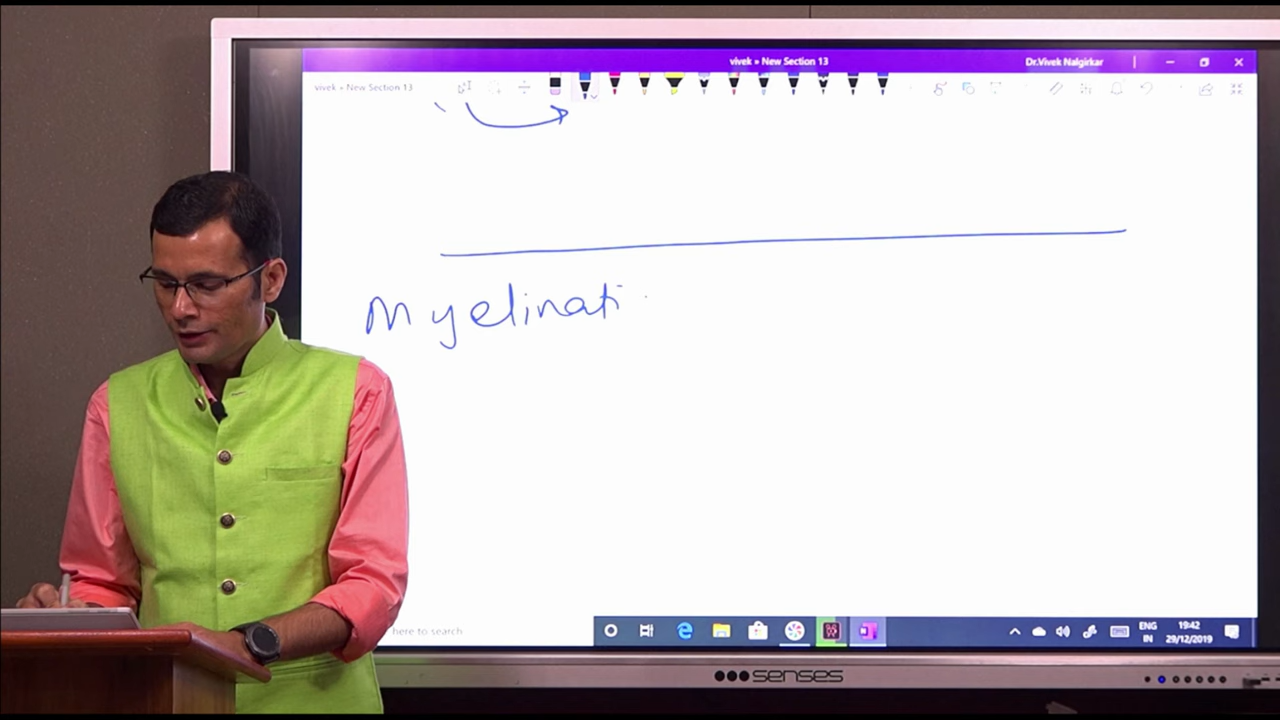 vivek » New Section 13
Dr.Vivek Nalgirkar
vivek » New Section 13
Myelinati
here to search
ENG
IN
19:42
29/12/2019
senses